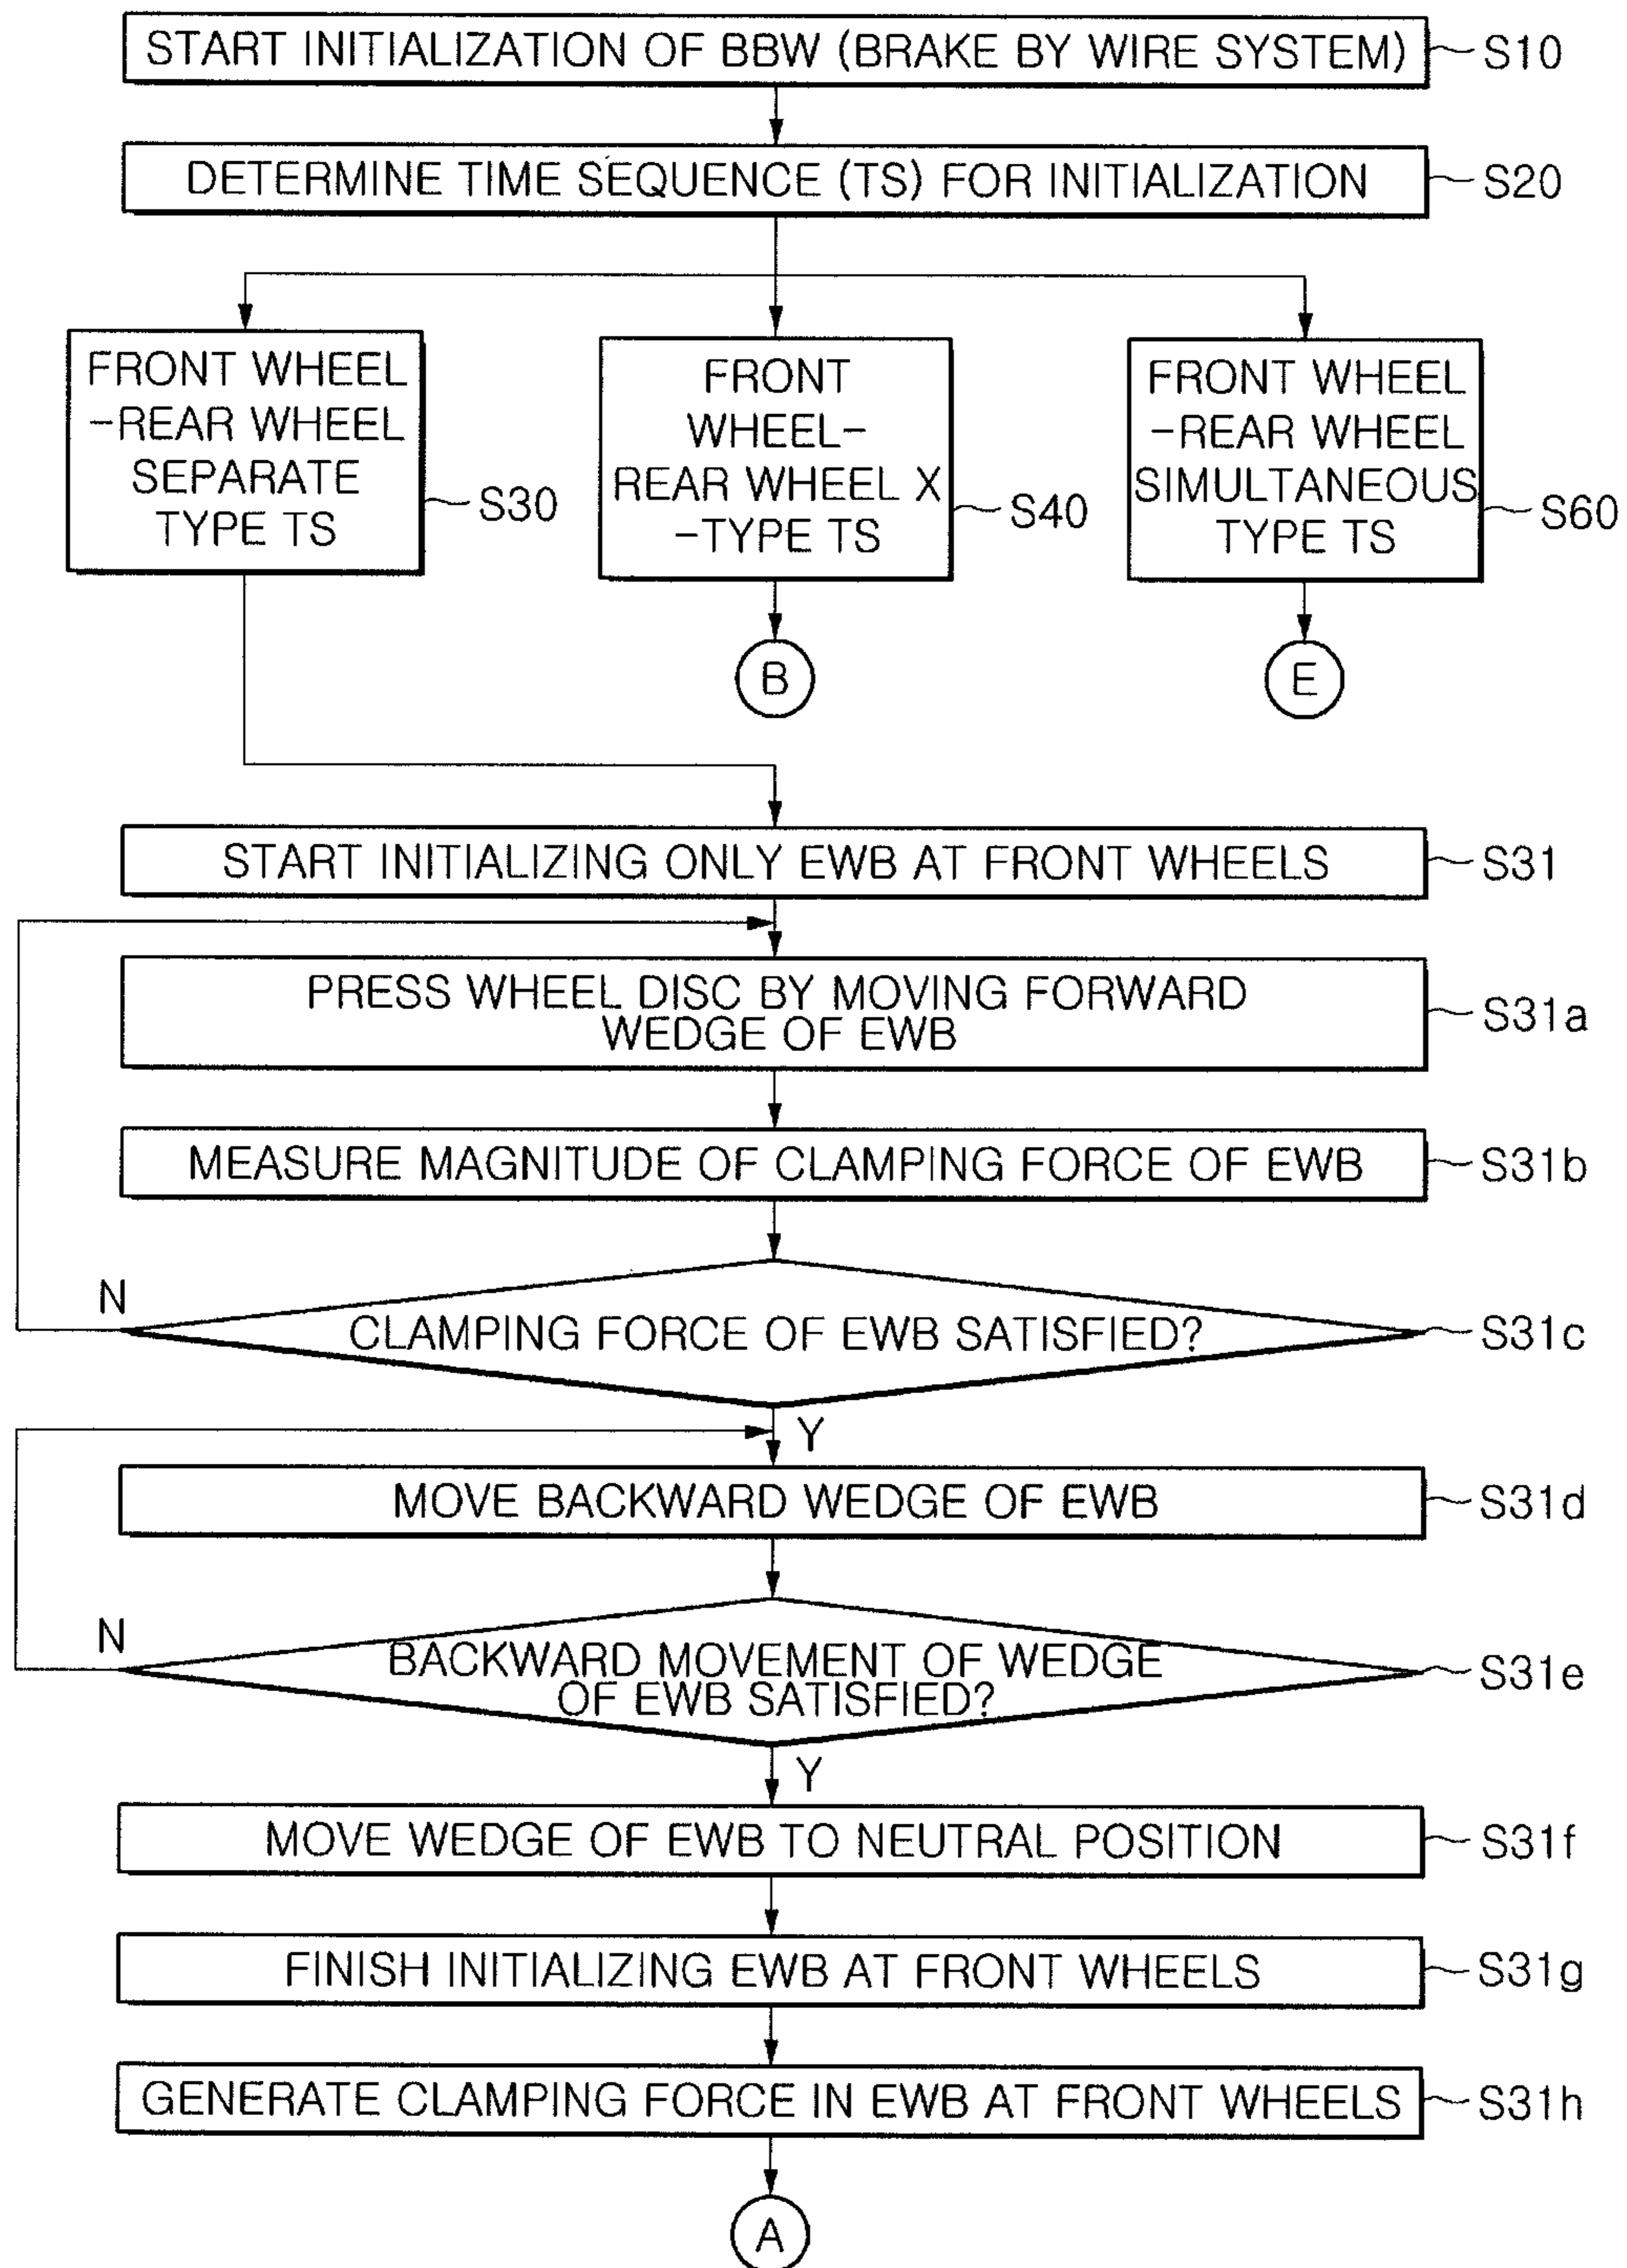 START INITIALIZATION OF BBW (BRAKE BY WIRE SYSTEM)
S10
DETERMINE TIME SEQUENCE (TS) FOR INITIALIZATION
S20
FRONT WHEEL
-REAR WHEEL
SEPARATE
TYPE TS
S30
FRONT
WHEEL-
REAR WHEEL X
-TYPE TS
S40
FRONT WHEEL
-REAR WHEEL
SIMULTANEOUS
TYPE TS
S60
B
E
START INITIALIZING ONLY EWB AT FRONT WHEELS
S31
PRESS WHEEL DISC BY MOVING FORWARD
WEDGE OF EWB
S31a
MEASURE MAGNITUDE OF CLAMPING FORCE OF EWB
S31b
N
CLAMPING FORCE OF EWB SATISFIED?
S31c
Y
MOVE BACKWARD WEDGE OF EWB
S31d
N
BACKWARD MOVEMENT OF WEDGE
OF EWB SATISFIED?
S31e
Y
MOVE WEDGE OF EWB TO NEUTRAL POSITION
S31f
FINISH INITIALIZING EWB AT FRONT WHEELS
S31g
GENERATE CLAMPING FORCE IN EWB AT FRONT WHEELS
S31h
A